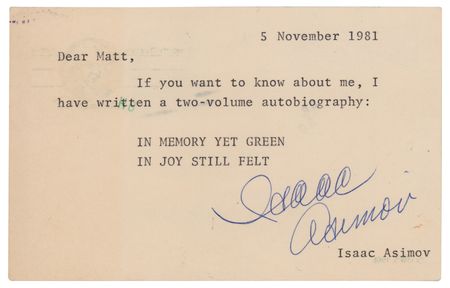 5 November 1981
Dear Matt,
If you want to know about me, I
have written a two-volume autobiography:
IN MEMORY YET GREEN
IN JOY STILL FELT
Isaac
Asimov
Isaac Asimov